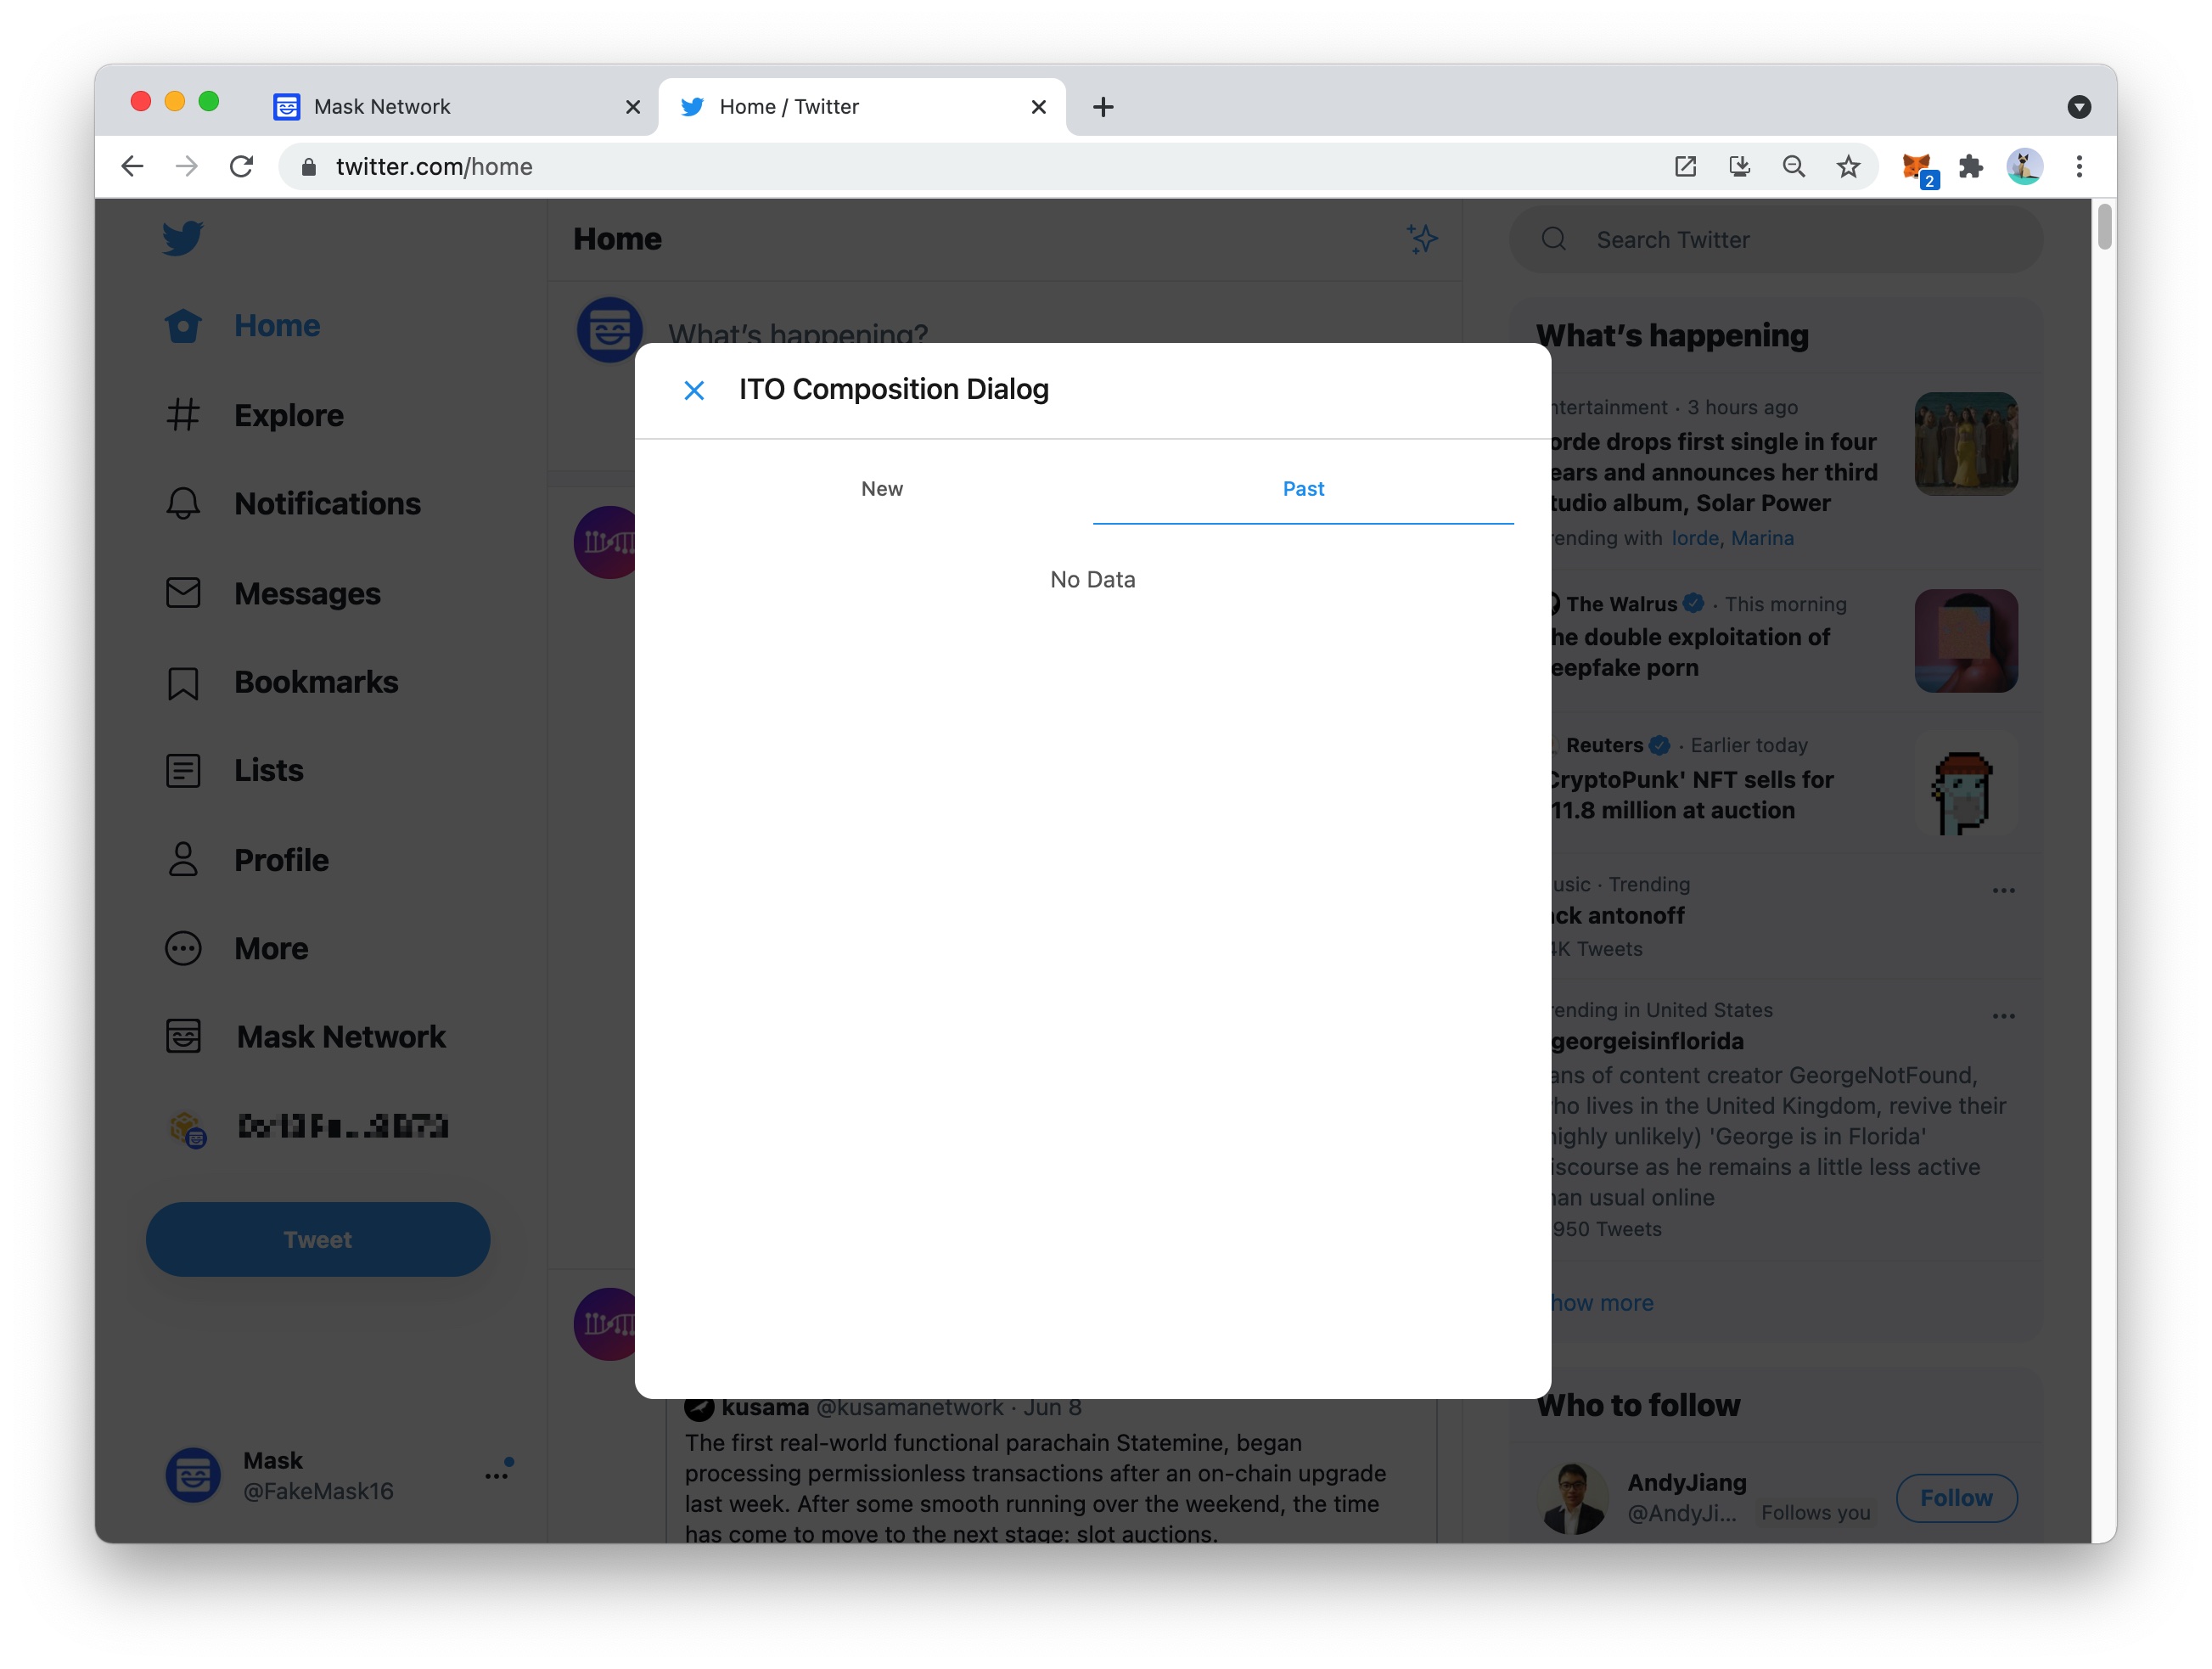 Mask Network
Home / Twitter
twitter.com/home
2
Home
Explore
Notifications
Messages
Bookmarks
Lists
Profile
More
Mask Network
Tweet
Mask
@FakeMask16
Home
What's happening?
ITO Composition Dialog
New
Past
No Data
kusama @kusamanetwork · Jun 8
The first real-world functional parachain Statemine, began
processing permissionless transactions after an on-chain upgrade
last week. After some smooth running over the weekend, the time
has come to move to the next stage: slot auctions.
Search Twitter
What's happening
ntertainment · 3 hours ago
orde drops first single in four
ears and announces her third
tudio album, Solar Power
ending with lorde, Marina
The Walrus · This morning
he double exploitation of
eepfake porn
Reuters · Earlier today
CryptoPunk' NFT sells for
11.8 million at auction
usic · Trending
ck antonoff
4K Tweets
ending in United States
georgeisinflorida
ans of content creator GeorgeNotFound,
ho lives in the United Kingdom, revive their
ighly unlikely) 'George is in Florida'
iscourse as he remains a little less active
an usual online
950 Tweets
how more
Who to follow
AndyJiang
@AndyJi... Follows you
Follow